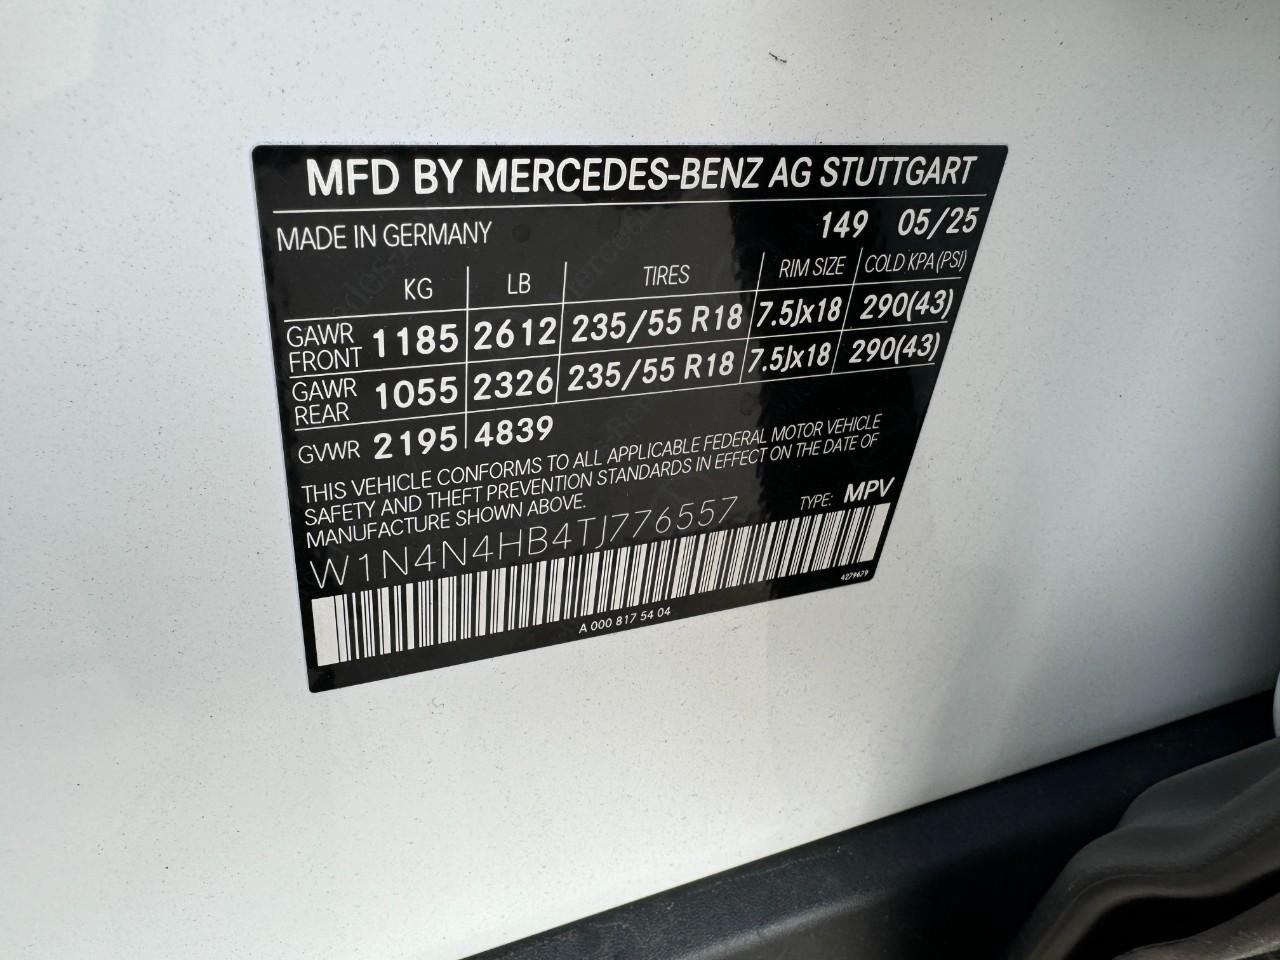 MFD BY MERCEDES-BENZ AG STUTTGART
MADE IN GERMANY 149 05/25
KG LB TIRES RIM SIZE COLD KPA (PSI)
GAWR FRONT 1185 2612 235/55 R18 7.5Jx18 290(43)
GAWR REAR 1055 2326 235/55 R18 7.5Jx18 290(43)
GVWR 2195 4839
THIS VEHICLE CONFORMS TO ALL APPLICABLE FEDERAL MOTOR VEHICLE
SAFETY AND THEFT PREVENTION STANDARDS IN EFFECT ON THE DATE OF
MANUFACTURE SHOWN ABOVE.
W1N4N4HB4TJ776557 TYPE: MPV
A 000 817 54 04 4279679